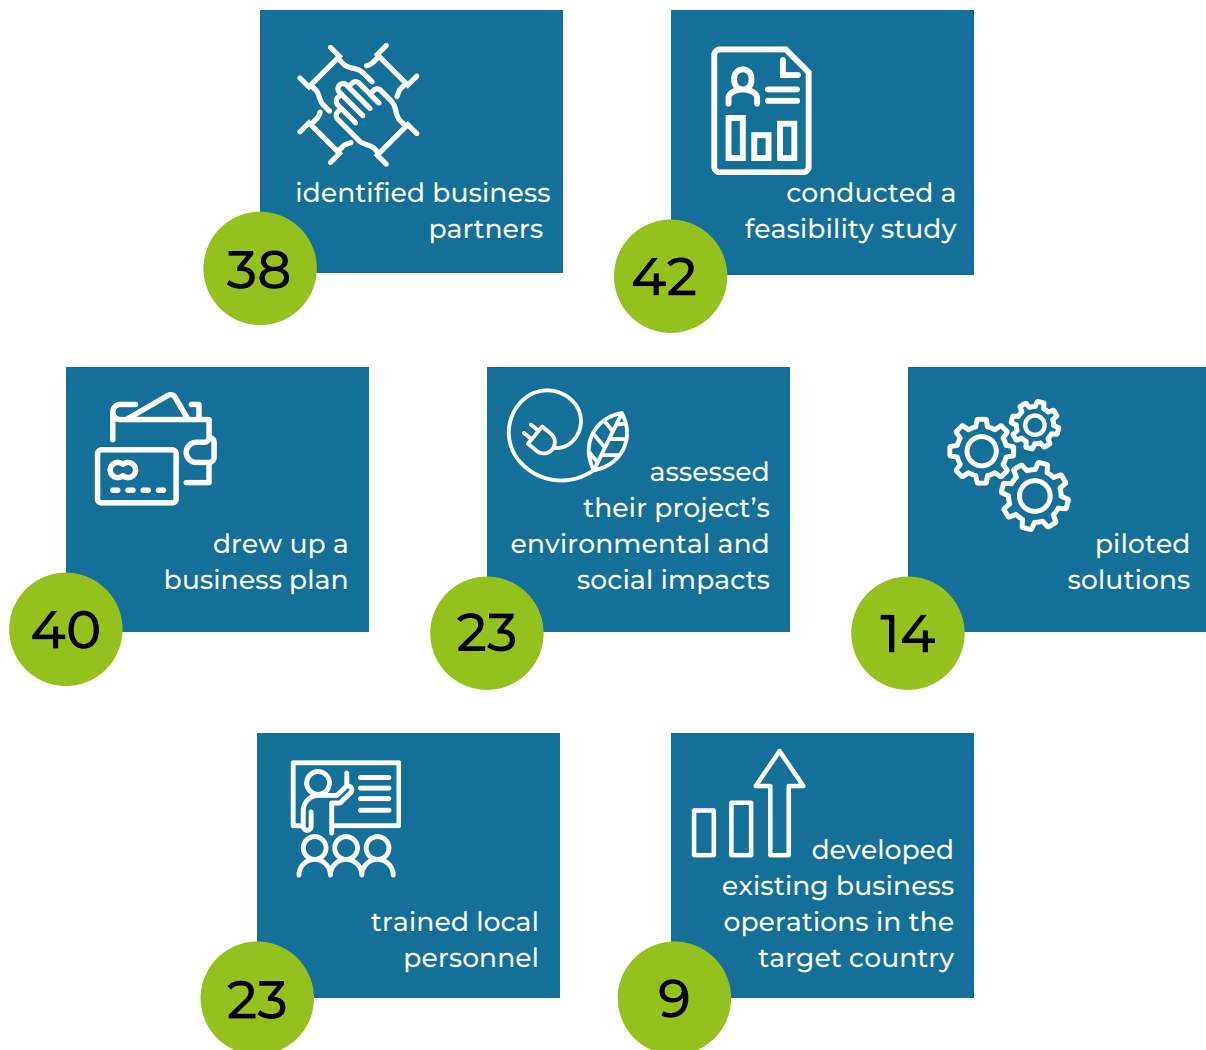 identified business
partners
38
conducted a
feasibility study
42
drew up a
business plan
40
assessed
their project’s
environmental and
social impacts
23
piloted
solutions
14
trained local
personnel
23
developed
existing business
operations in the
target country
9